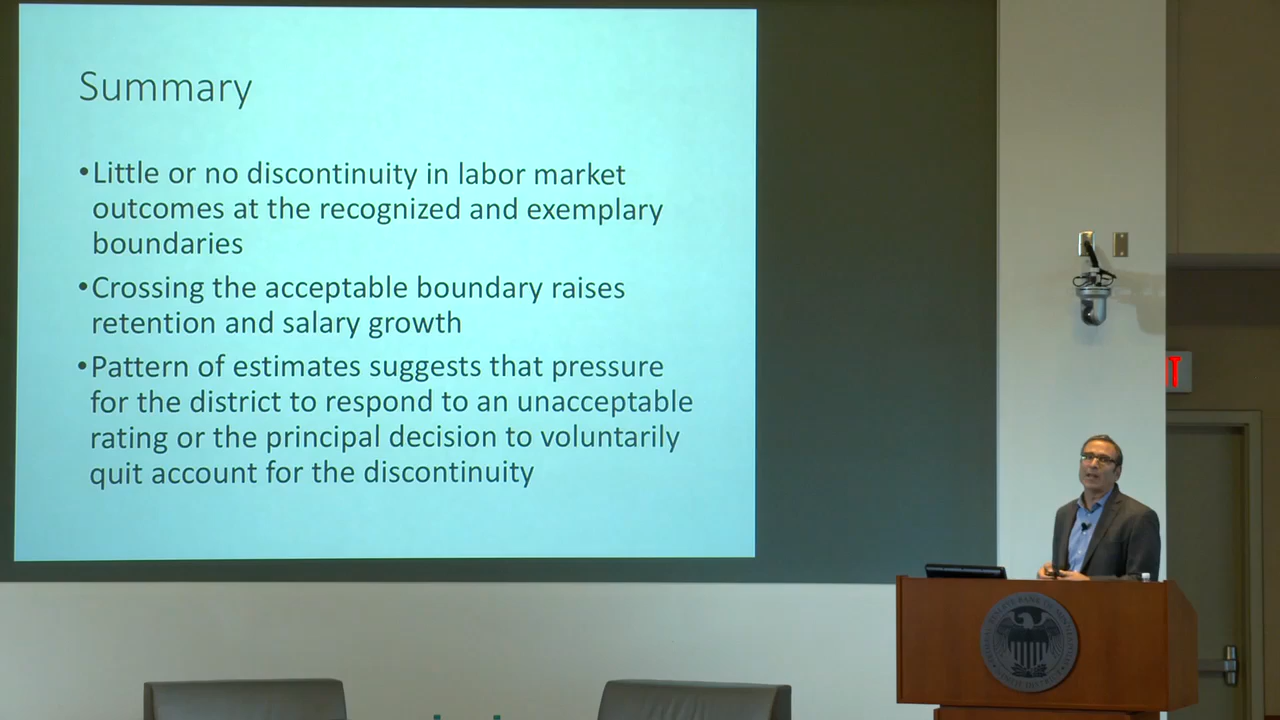 Summary
•Little or no discontinuity in labor market
outcomes at the recognized and exemplary
boundaries
•Crossing the acceptable boundary raises
retention and salary growth
•Pattern of estimates suggests that pressure
for the district to respond to an unacceptable
rating or the principal decision to voluntarily
quit account for the discontinuity